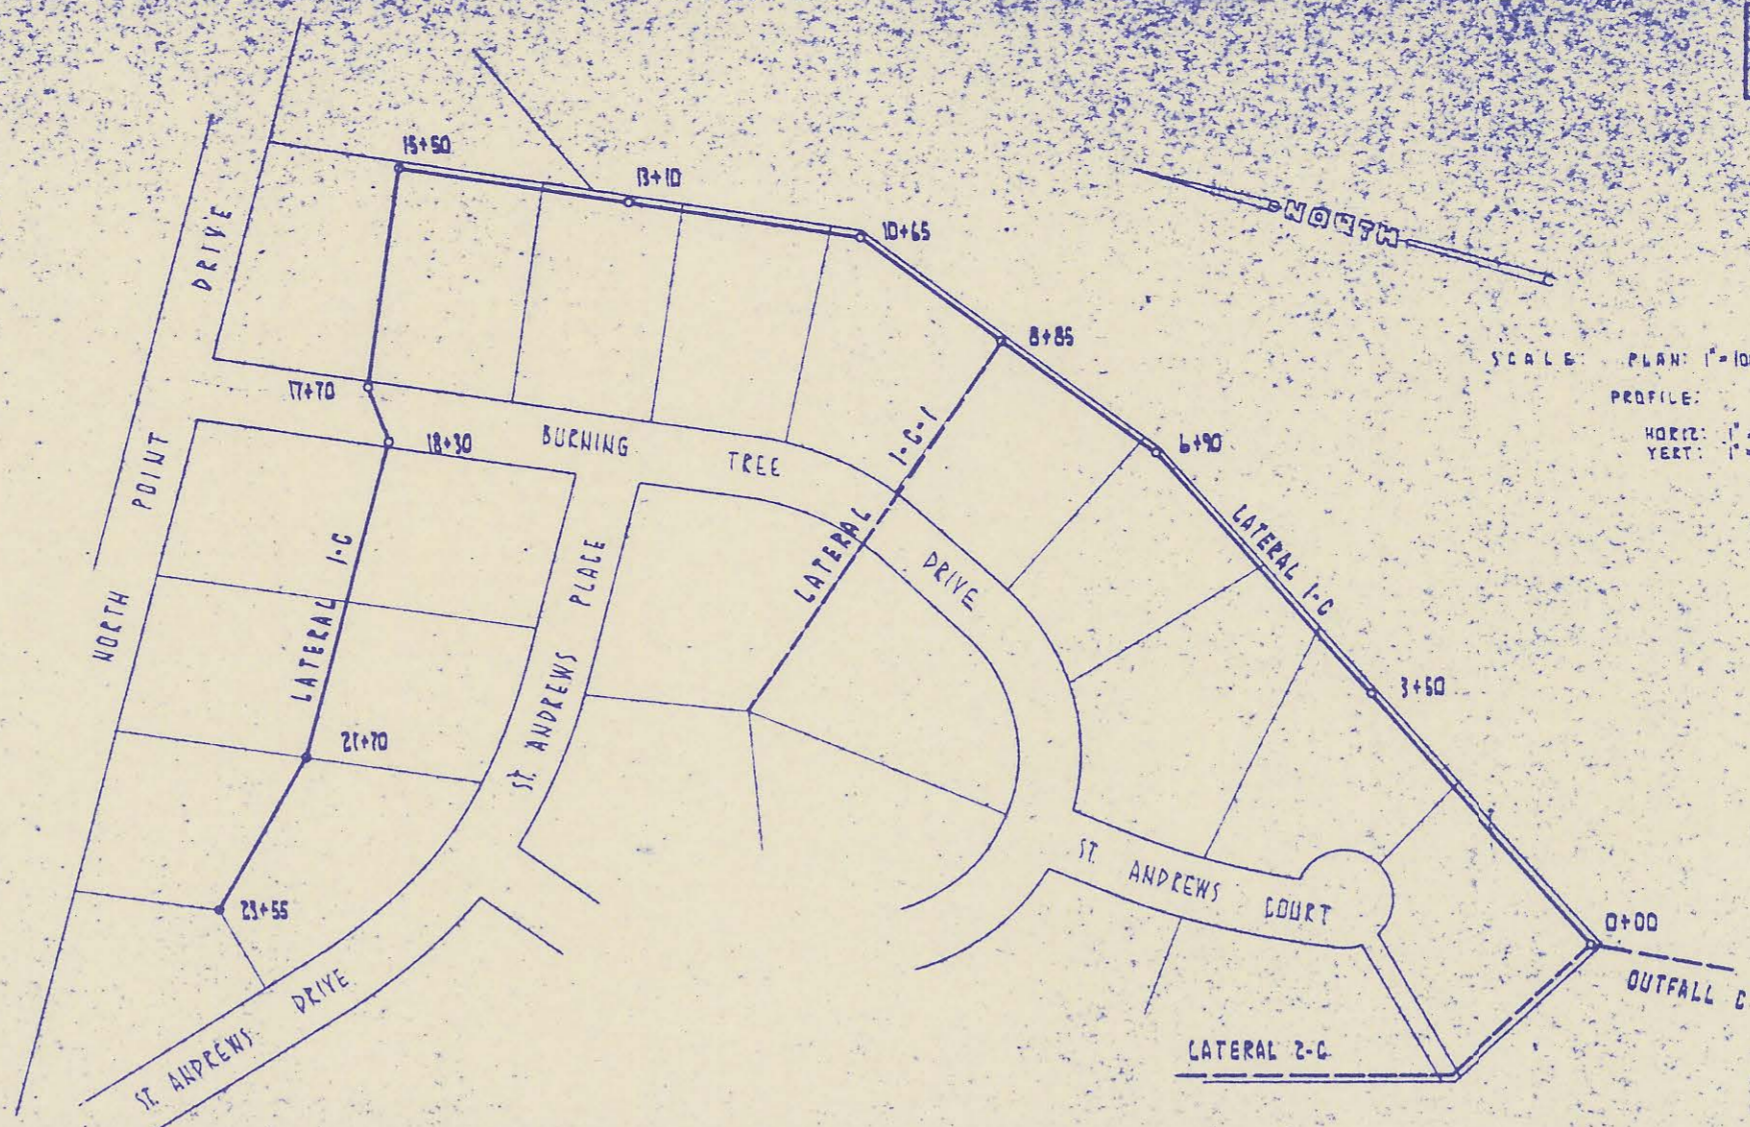 15+50
13+10
10+65
NORTH
8+85
SCALE: PLAN: 1"=10
PROFILE:
HORIZ: 1"=
VERT: 1"=
DRIVE
17+70
18+30
BURNING TREE
DRIVE
6+90
LATERAL 1-C-1
LATERAL 1-C
NORTH POINT
LATERAL 1-C
ST. ANDREWS PLACE
3+50
21+70
23+55
ST. ANDREWS COURT
0+00
OUTFALL C
ST. ANDREWS DRIVE
LATERAL 2-C